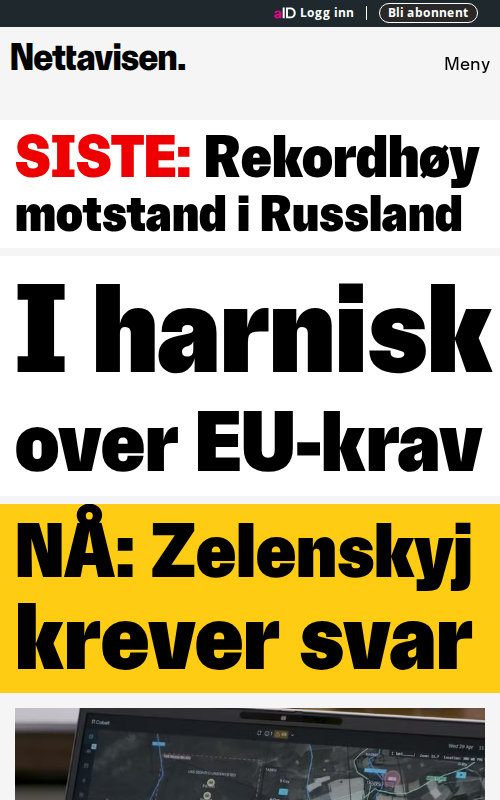 aID Logg inn
Bli abonnent
Nettavisen.
Meny
SISTE: Rekordhøy
motstand i Russland
I harnisk
over EU-krav
NÅ: Zelenskyj
krever svar